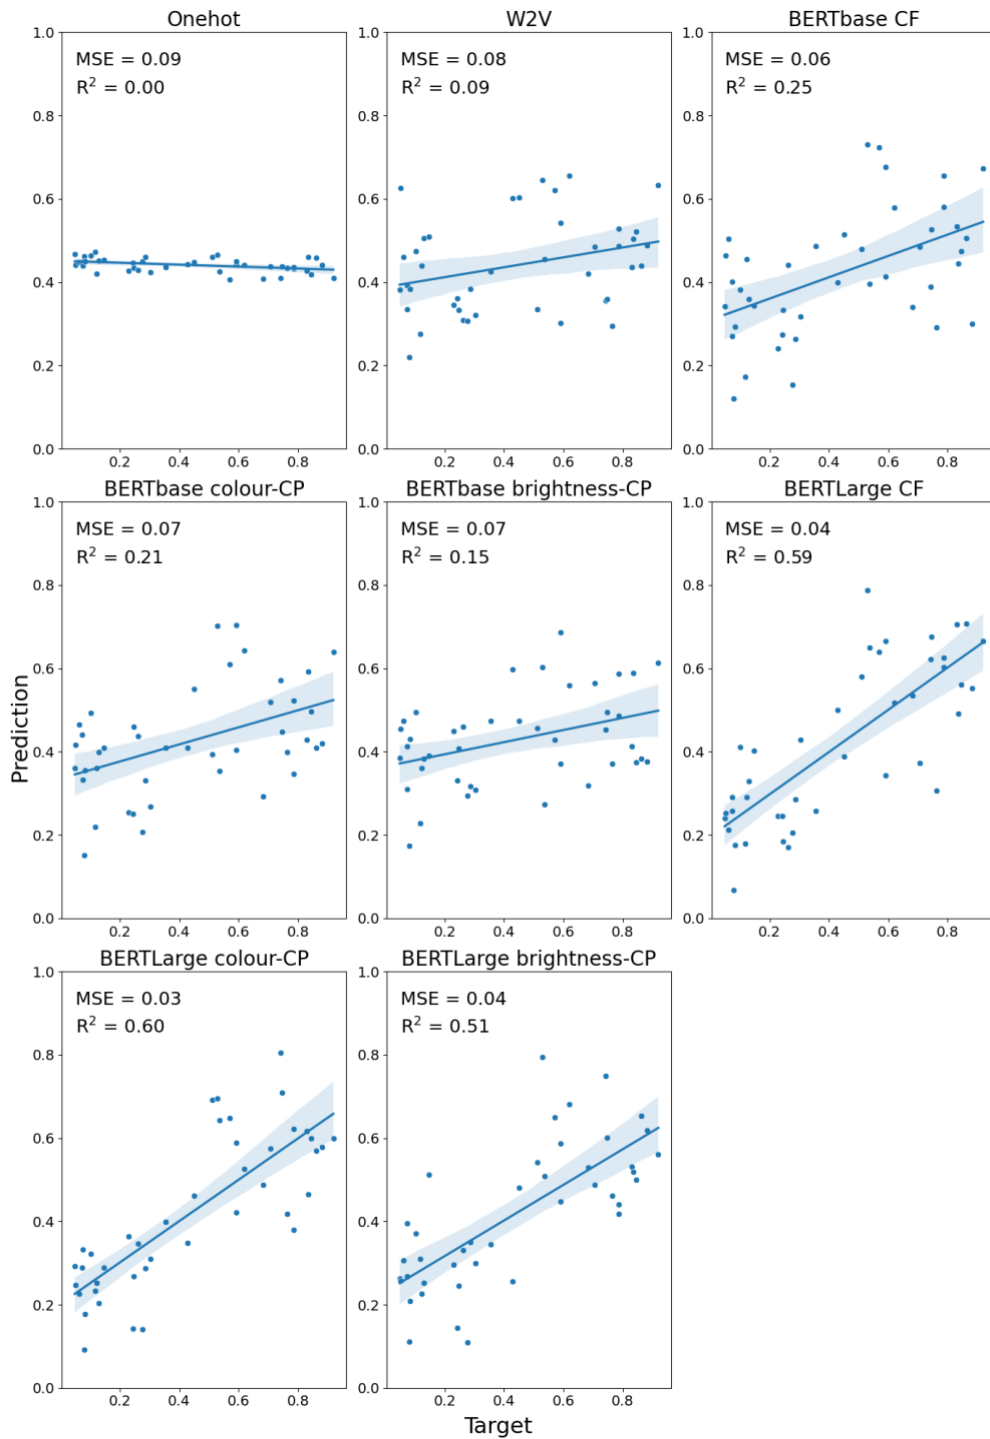 Onehot
W2V
BERTbase CF
1.0
0.8
0.6
0.4
0.2
0.0
MSE = 0.09
R² = 0.00
0.2 0.4 0.6 0.8
1.0
0.8
0.6
0.4
0.2
0.0
MSE = 0.08
R² = 0.09
0.2 0.4 0.6 0.8
1.0
0.8
0.6
0.4
0.2
0.0
MSE = 0.06
R² = 0.25
0.2 0.4 0.6 0.8
BERTbase colour-CP
BERTbase brightness-CP
BERTLarge CF
Prediction
1.0
0.8
0.6
0.4
0.2
0.0
MSE = 0.07
R² = 0.21
0.2 0.4 0.6 0.8
1.0
0.8
0.6
0.4
0.2
0.0
MSE = 0.07
R² = 0.15
0.2 0.4 0.6 0.8
1.0
0.8
0.6
0.4
0.2
0.0
MSE = 0.04
R² = 0.59
0.2 0.4 0.6 0.8
BERTLarge colour-CP
BERTLarge brightness-CP
1.0
0.8
0.6
0.4
0.2
0.0
MSE = 0.03
R² = 0.60
0.2 0.4 0.6 0.8
1.0
0.8
0.6
0.4
0.2
0.0
MSE = 0.04
R² = 0.51
0.2 0.4 0.6 0.8
Target